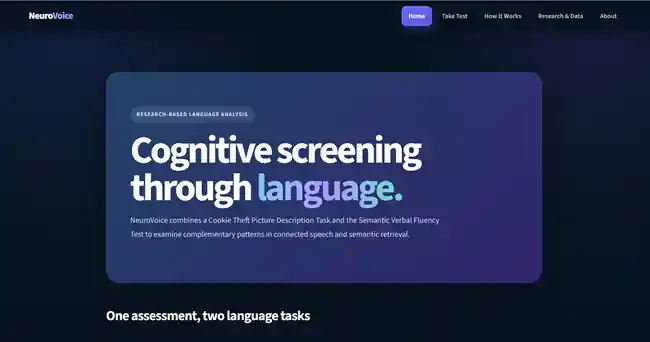 NeuroVoice
Home Take Test How It Works Research & Data About
RESEARCH-BASED LANGUAGE ANALYSIS
Cognitive screening
through language.
NeuroVoice combines a Cookie Theft Picture Description Task and the Semantic Verbal Fluency
Test to examine complementary patterns in connected speech and semantic retrieval.
One assessment, two language tasks